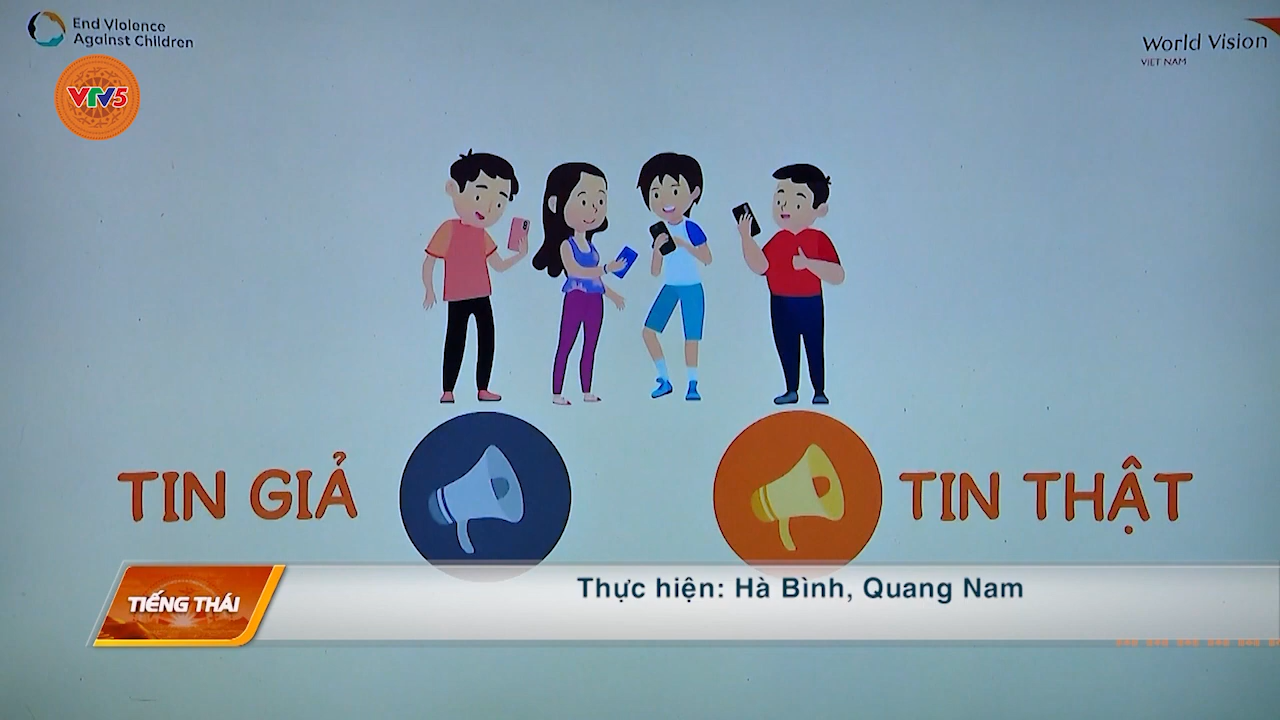 End Violence
Against Children
World Vision
VIET NAM
VTV5
TIN GIẢ
TIN THẬT
Thực hiện: Hà Bình, Quang Nam
TIẾNG THÁI